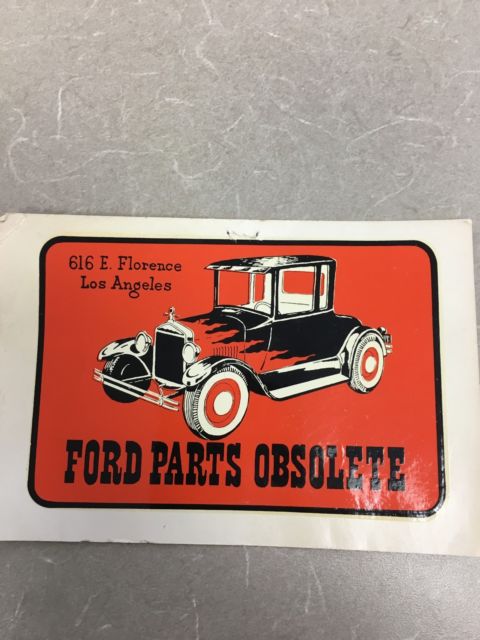 616 E. Florence
Los Angeles
FORD PARTS OBSOLETE